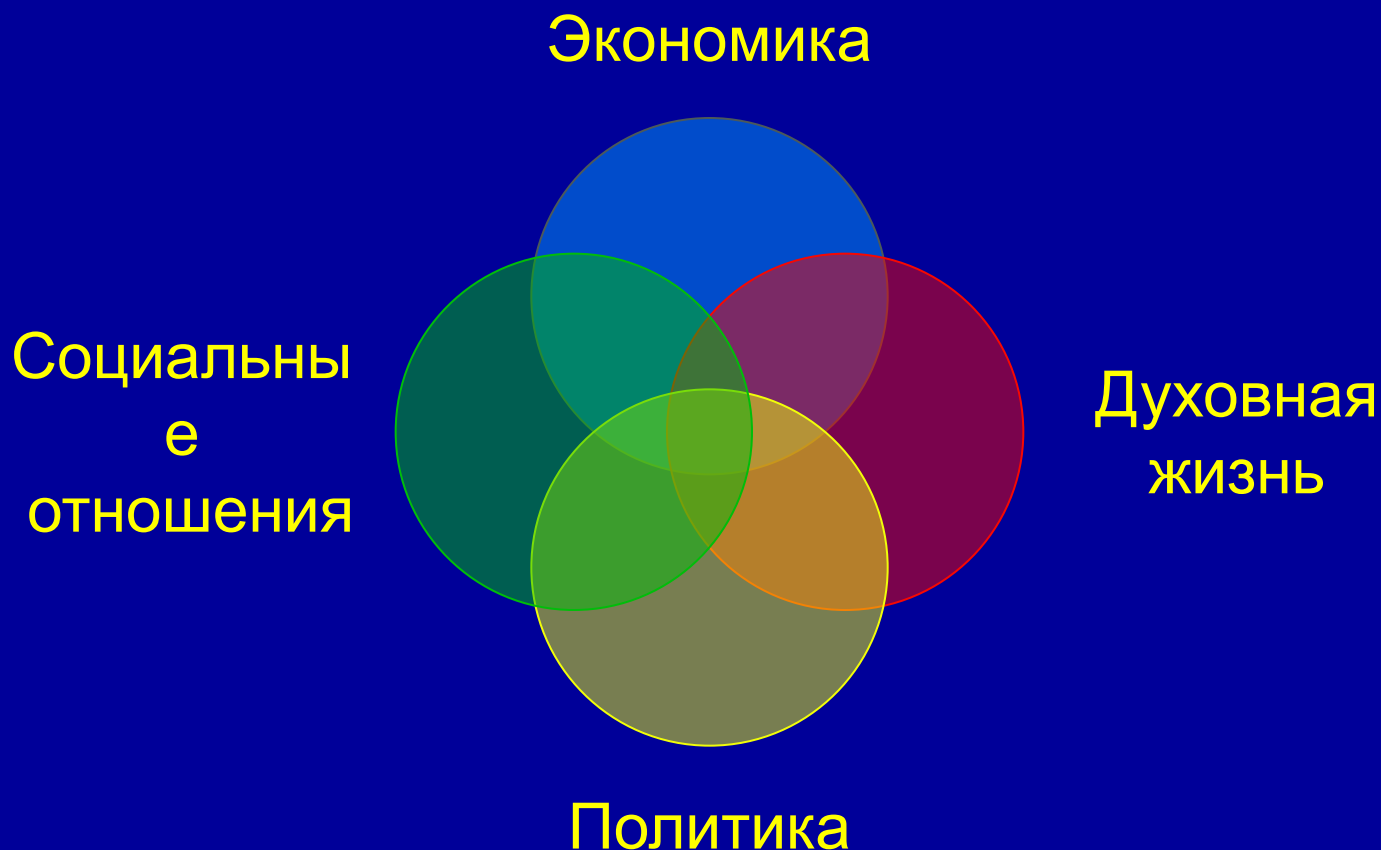 Экономика
Социальны
е
отношения
Духовная
жизнь
Политика